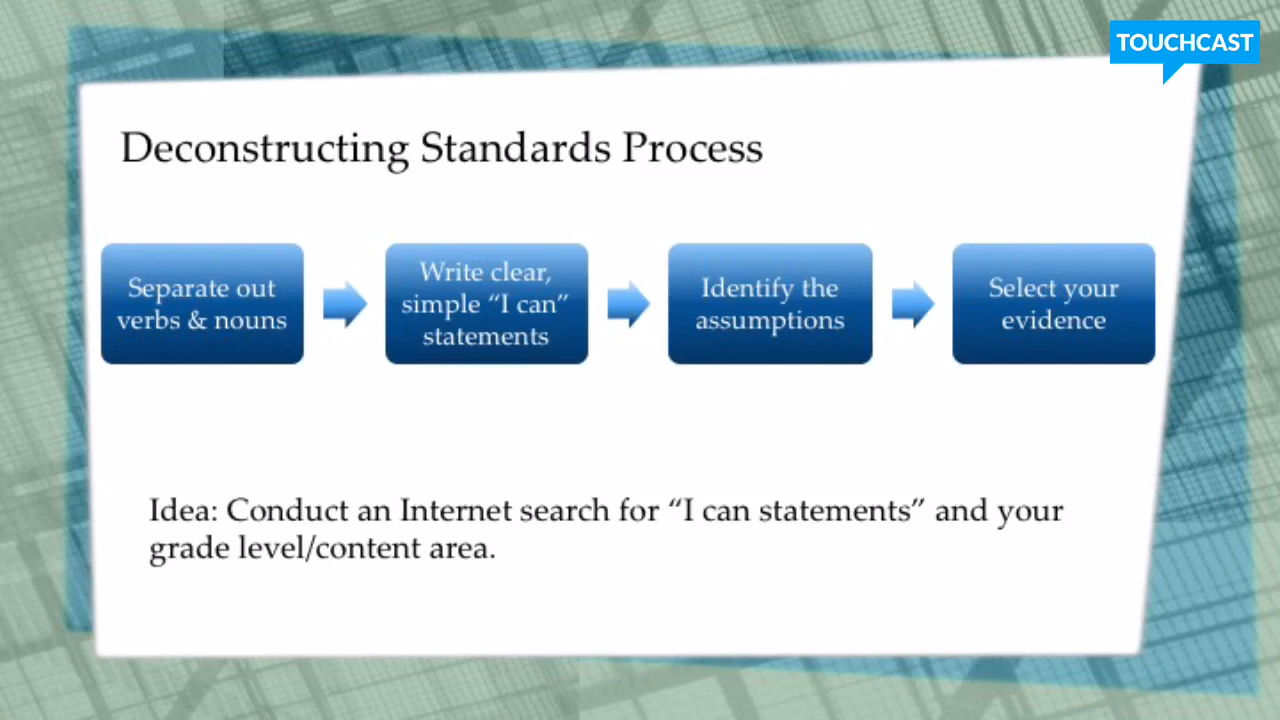 TOUCHCAST
Deconstructing Standards Process
Separate out
verbs & nouns
Write clear,
simple “I can”
statements
Identify the
assumptions
Select your
evidence
Idea: Conduct an Internet search for “I can statements” and your
grade level/content area.